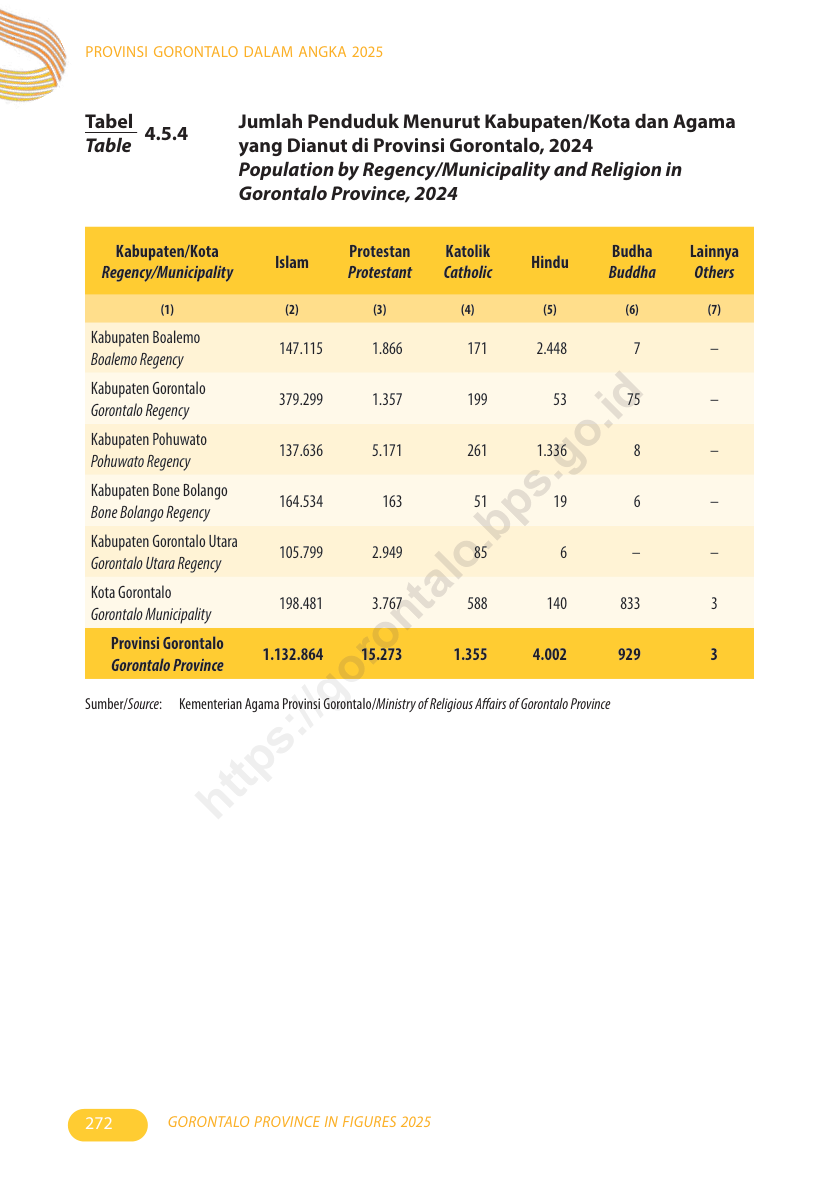 PROVINSI GORONTALO DALAM ANGKA 2025
Tabel
Table
4.5.4
Jumlah Penduduk Menurut Kabupaten/Kota dan Agama
yang Dianut di Provinsi Gorontalo, 2024
Population by Regency/Municipality and Religion in
Gorontalo Province, 2024
Kabupaten/Kota Regency/Municipality Islam Protestan Protestant Katolik Catholic Hindu Budha Buddha Lainnya Others
(1) (2) (3) (4) (5) (6) (7)
Kabupaten Boalemo
Boalemo Regency 147.115 1.866 171 2.448 7 –
Kabupaten Gorontalo
Gorontalo Regency 379.299 1.357 199 53 75 –
Kabupaten Pohuwato
Pohuwato Regency 137.636 5.171 261 1.336 8 –
Kabupaten Bone Bolango
Bone Bolango Regency 164.534 163 51 19 6 –
Kabupaten Gorontalo Utara
Gorontalo Utara Regency 105.799 2.949 85 6 – –
Kota Gorontalo
Gorontalo Municipality 198.481 3.767 588 140 833 3
Provinsi Gorontalo
Gorontalo Province 1.132.864 15.273 1.355 4.002 929 3
Sumber/Source: Kementerian Agama Provinsi Gorontalo/Ministry of Religious Affairs of Gorontalo Province
https://gorontalo.bps.go.id
272 GORONTALO PROVINCE IN FIGURES 2025